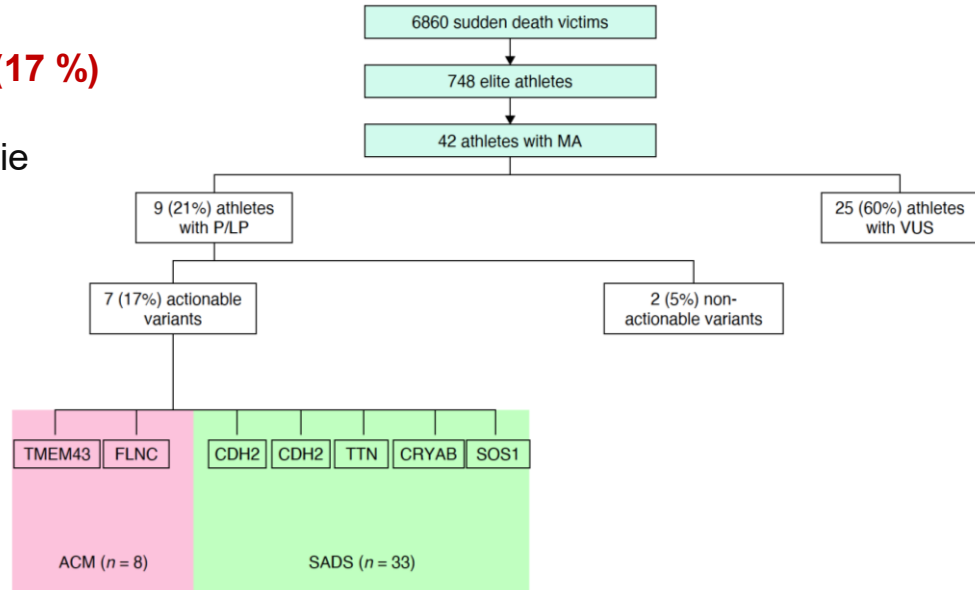 (17 %)
ie
6860 sudden death victims
748 elite athletes
42 athletes with MA
9 (21%) athletes
with P/LP
25 (60%) athletes
with VUS
7 (17%) actionable
variants
2 (5%) non-
actionable variants
TMEM43 FLNC CDH2 CDH2 TTN CRYAB SOS1
ACM (n = 8) SADS (n = 33)